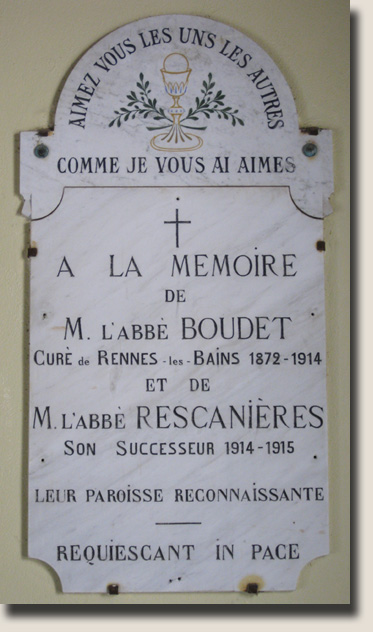 AIMEZ VOUS LES UNS LES AUTRES
COMME JE VOUS AI AIMES
A LA MEMOIRE
DE
M. L'ABBÈ BOUDET
CURÈ de RENNES-les-BAINS 1872-1914
ET DE
M. L'ABBÈ RESCANIÈRES
SON SUCCESSEUR 1914-1915
LEUR PAROISSE RECONNAISSANTE
REQUIESCANT IN PACE